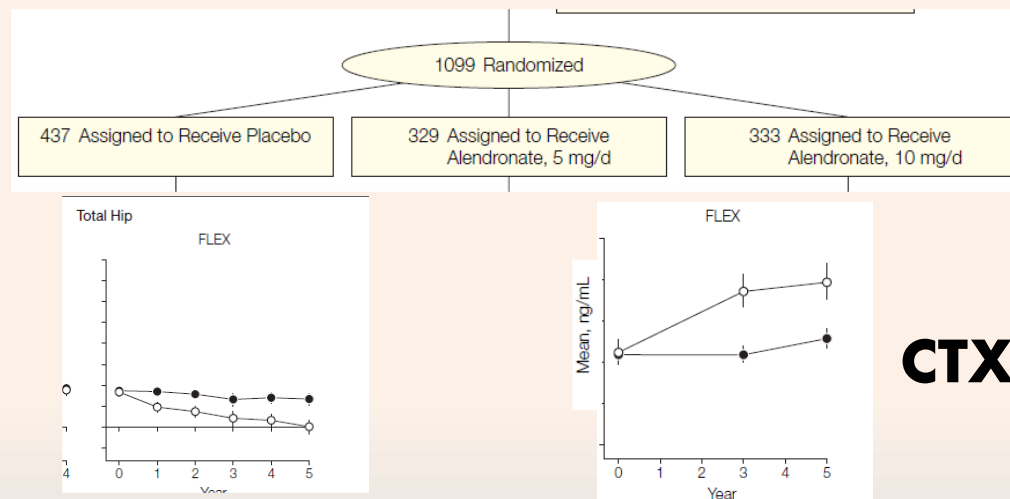 1099 Randomized
437 Assigned to Receive Placebo
329 Assigned to Receive
Alendronate, 5 mg/d
333 Assigned to Receive
Alendronate, 10 mg/d
Total Hip
FLEX
4 0 1 2 3 4 5
Year
FLEX
Mean, ng/mL
0 1 2 3 4 5
Year
CTX